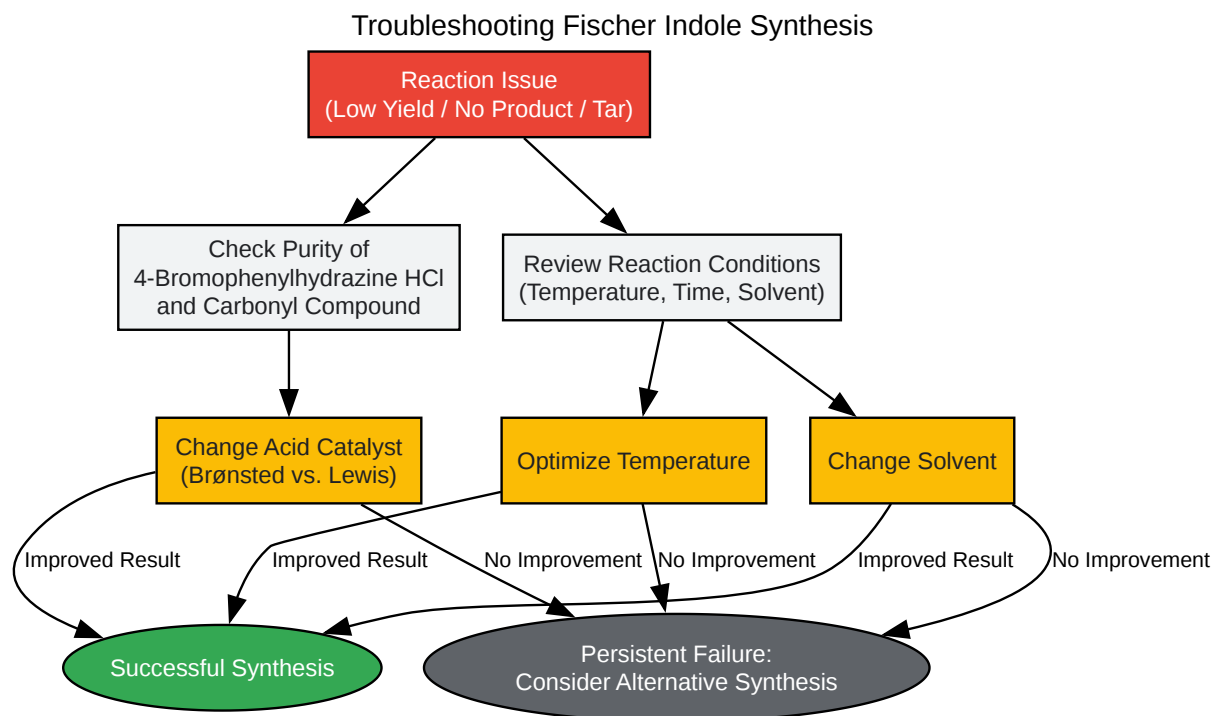 Troubleshooting Fischer Indole Synthesis
Reaction Issue
(Low Yield / No Product / Tar)
Check Purity of
4-Bromophenylhydrazine HCl
and Carbonyl Compound
Review Reaction Conditions
(Temperature, Time, Solvent)
Change Acid Catalyst
(Brønsted vs. Lewis)
Optimize Temperature
Change Solvent
Improved Result
Improved Result
No Improvement
No Improvement
Improved Result
No Improvement
Successful Synthesis
Persistent Failure:
Consider Alternative Synthesis